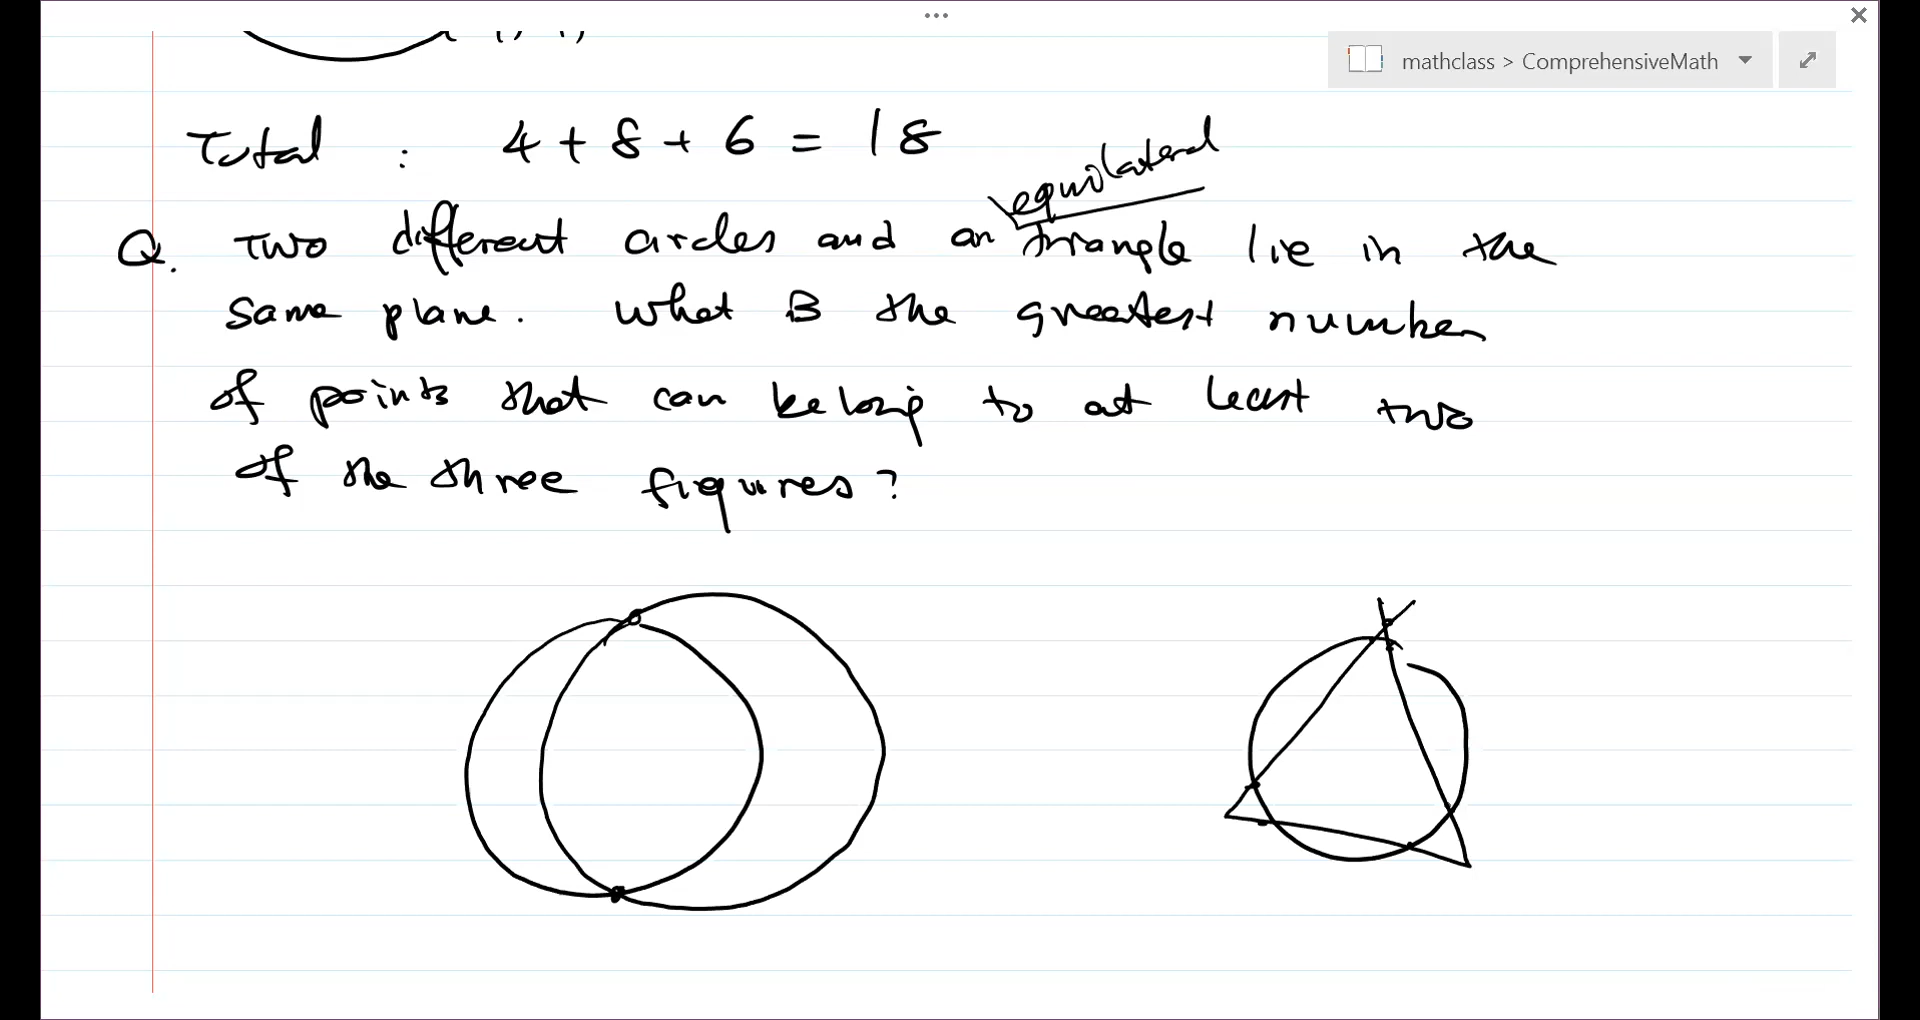 mathclass > ComprehensiveMath
Total : 4 + 8 + 6 = 18
equilateral
Q. Two different circles and an triangle lie in the
same plane. What is the greatest number
of points that can belong to at least two
of the three figures?